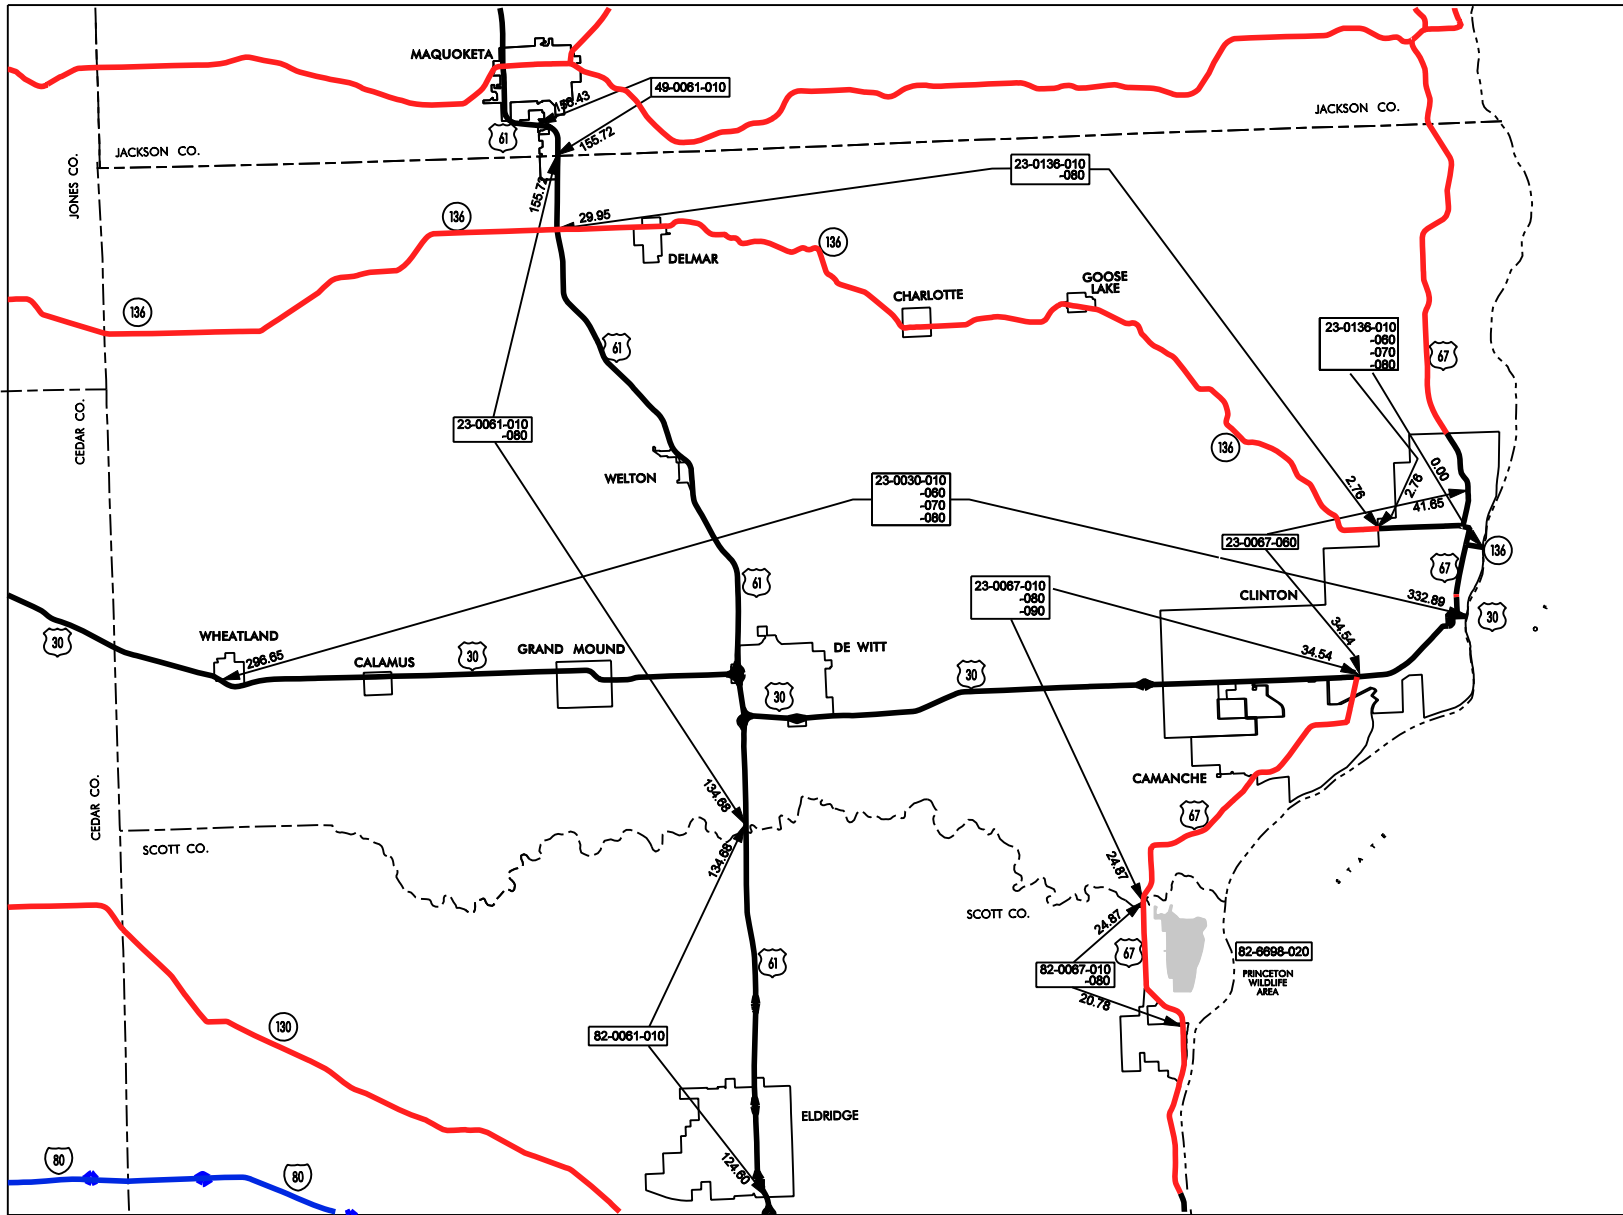 MAQUOKETA
156.43
49-0061-010
61
155.72
JACKSON CO.
JACKSON CO.
JONES CO.
155.72
23-0136-010
-080
136
29.95
DELMAR
136
136
CHARLOTTE
GOOSE
LAKE
61
23-0136-010
-060
-070
-080
67
CEDAR CO.
23-0061-010
-080
WELTON
136
23-0030-010
-060
-070
-080
2.76
2.76
0.00
41.65
23-0067-060
136
67
61
23-0067-010
-080
-090
CLINTON
332.89
30
30
WHEATLAND
296.65
CALAMUS
30
GRAND MOUND
DE WITT
30
30
34.54
34.54
CAMANCHE
67
134.68
CEDAR CO.
SCOTT CO.
134.68
24.87
SCOTT CO.
24.87
67
82-6698-020
PRINCETON
WILDLIFE
AREA
82-0067-010
-080
20.78
61
130
82-0061-010
ELDRIDGE
124.60
80
80
STATE